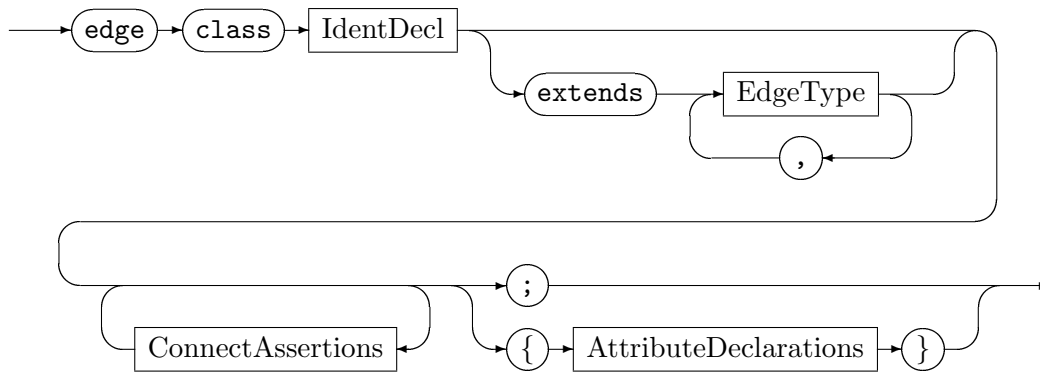 edge class IdentDecl
extends EdgeType
,
;
ConnectAssertions { AttributeDeclarations }